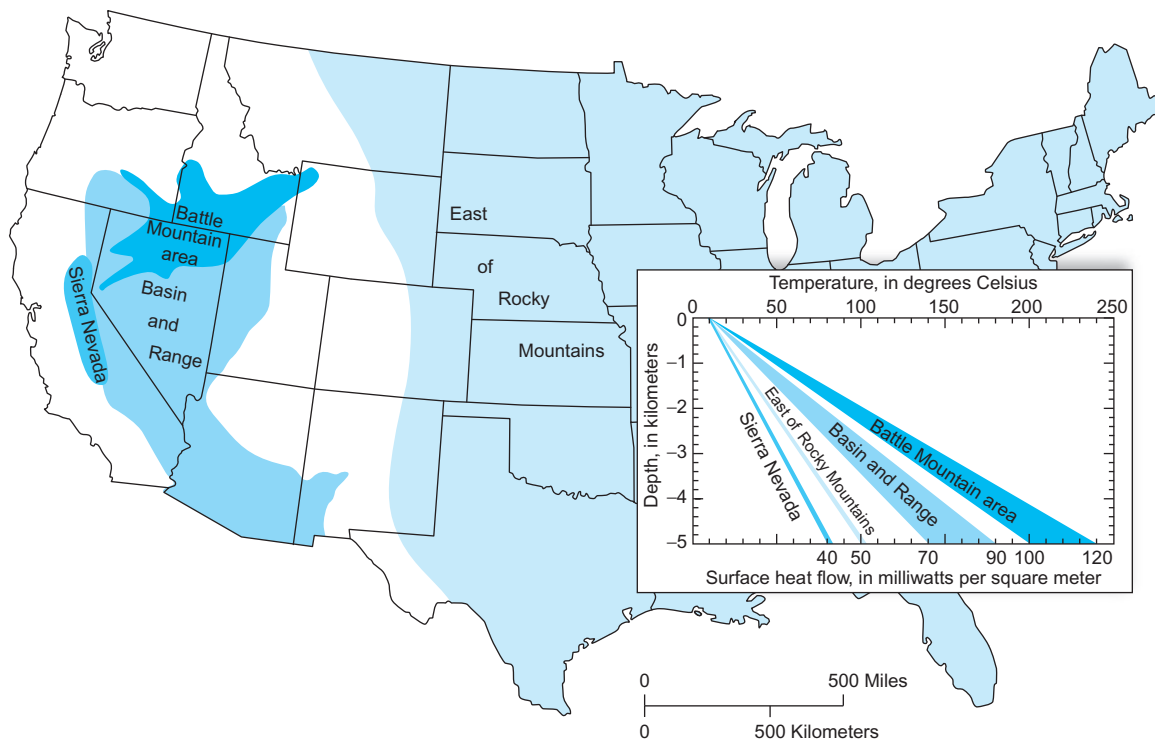 Battle
Mountain
area
Basin
and
Range
Sierra Nevada
East
of
Rocky
Mountains
Temperature, in degrees Celsius
0 50 100 150 200 250
Depth, in kilometers
0
–1
–2
–3
–4
–5
Sierra Nevada
East of Rocky Mountains
Basin and Range
Battle Mountain area
40 50 70 90 100 120
Surface heat flow, in milliwatts per square meter
0 500 Miles
0 500 Kilometers